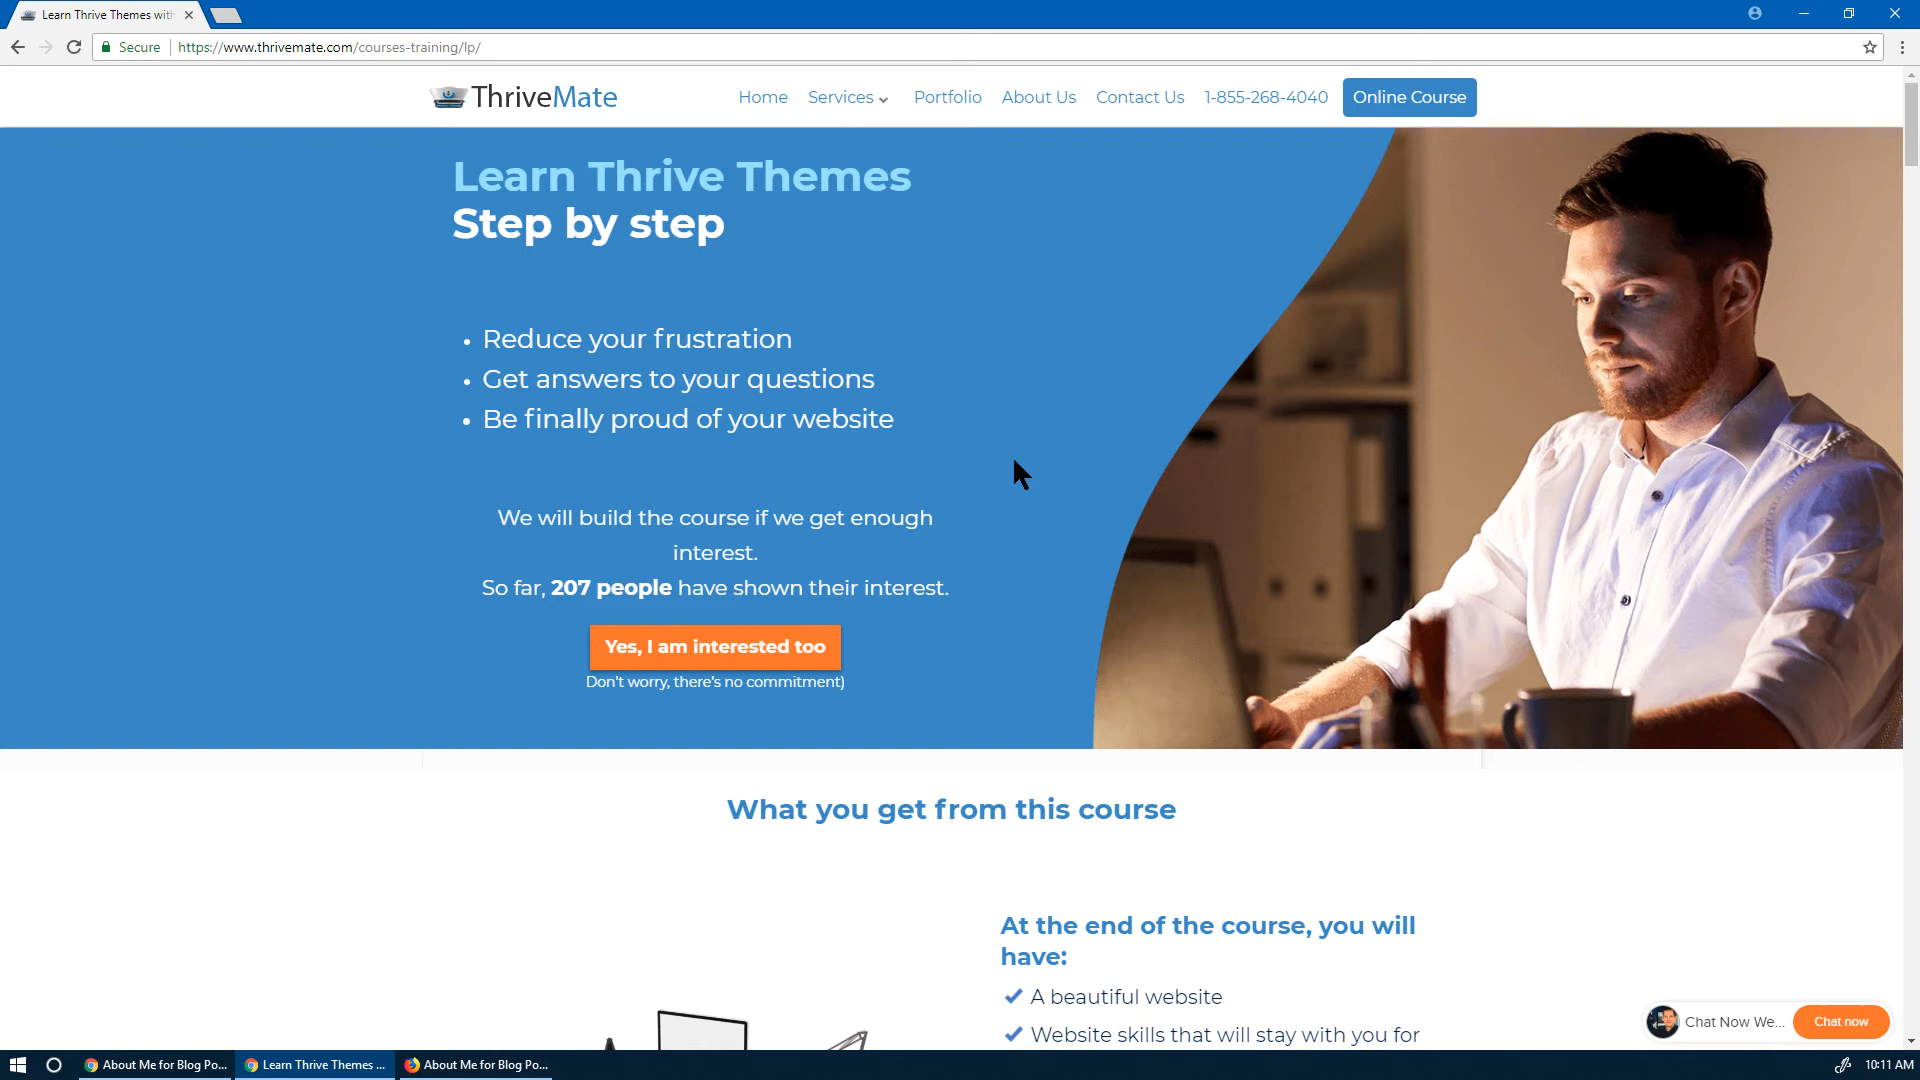 Learn Thrive Themes with
Secure
https://www.thrivemate.com/courses-training/lp/
ThriveMate
Home Services Portfolio About Us Contact Us 1-855-268-4040 Online Course
Learn Thrive Themes
Step by step
• Reduce your frustration
• Get answers to your questions
• Be finally proud of your website
We will build the course if we get enough
interest.
So far, 207 people have shown their interest.
Yes, I am interested too
Don't worry, there's no commitment)
What you get from this course
At the end of the course, you will
have:
A beautiful website
Website skills that will stay with you for
Chat Now We...
Chat now
About Me for Blog Po...
Learn Thrive Themes ...
About Me for Blog Po...
10:11 AM